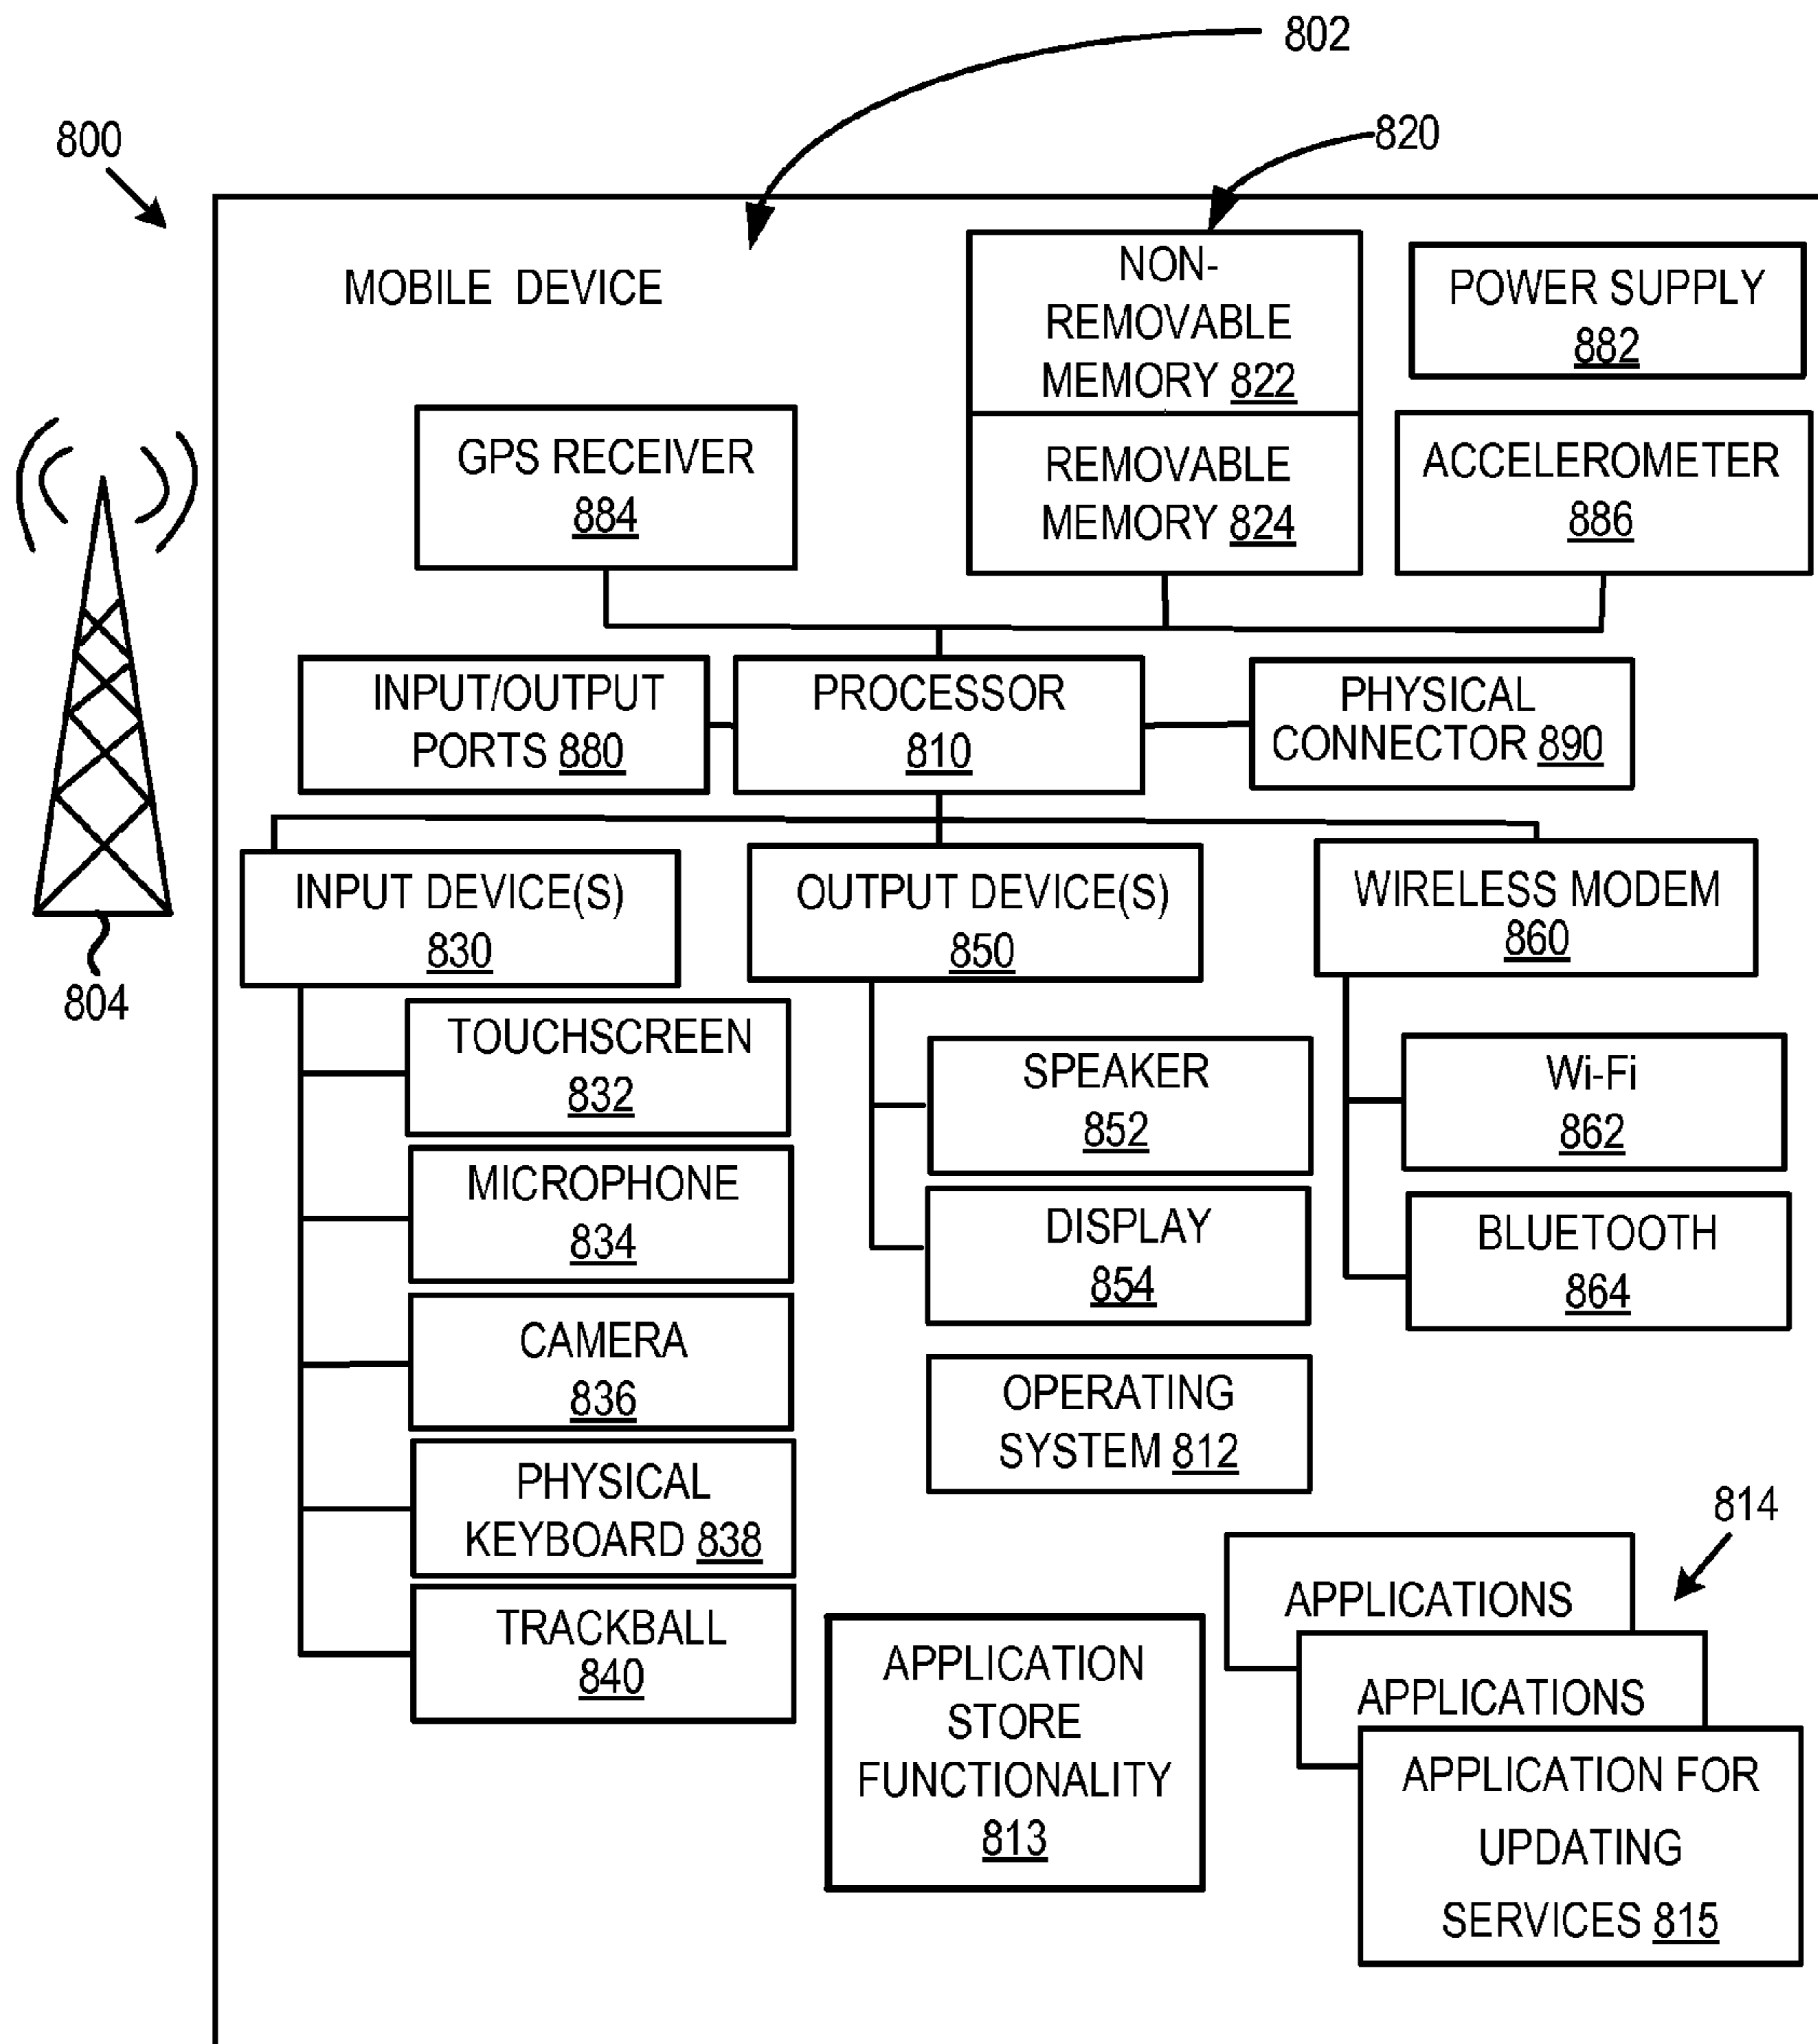 802
820
800
MOBILE DEVICE
NON-
REMOVABLE
MEMORY 822
REMOVABLE
MEMORY 824
POWER SUPPLY
882
GPS RECEIVER
884
ACCELEROMETER
886
INPUT/OUTPUT
PORTS 880
PROCESSOR
810
PHYSICAL
CONNECTOR 890
804
INPUT DEVICE(S)
830
TOUCHSCREEN
832
MICROPHONE
834
CAMERA
836
PHYSICAL
KEYBOARD 838
TRACKBALL
840
OUTPUT DEVICE(S)
850
SPEAKER
852
DISPLAY
854
WIRELESS MODEM
860
Wi-Fi
862
BLUETOOTH
864
OPERATING
SYSTEM 812
APPLICATION
STORE
FUNCTIONALITY
813
814
APPLICATIONS
APPLICATIONS
APPLICATION FOR
UPDATING
SERVICES 815